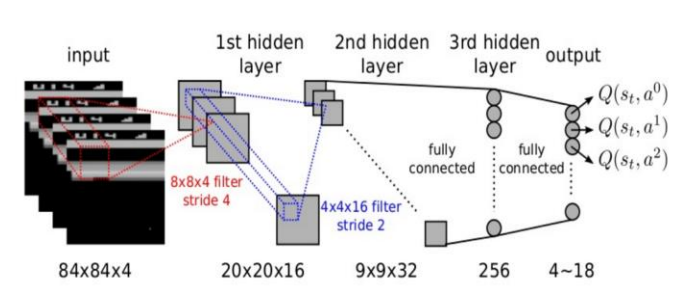 input
1st hidden
layer
2nd hidden
layer
3rd hidden
layer
output
Q(s_t, a^0)
Q(s_t, a^1)
Q(s_t, a^2)
8x8x4 filter
stride 4
4x4x16 filter
stride 2
fully
connected
fully
connected
84x84x4
20x20x16
9x9x32
256
4~18